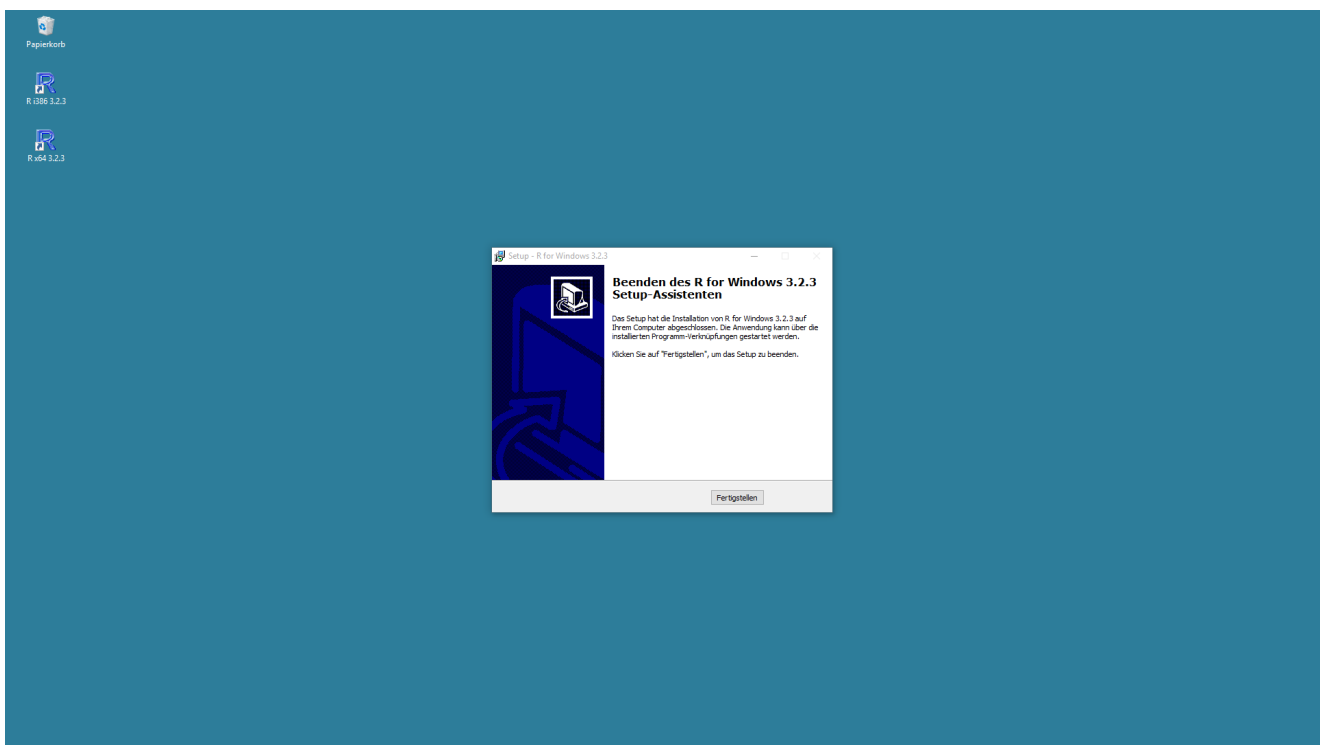 Papierkorb
R i386 3.2.3
R x64 3.2.3
Setup - R for Windows 3.2.3
Beenden des R for Windows 3.2.3
Setup-Assistenten
Das Setup hat die Installation von R for Windows 3.2.3 auf
Ihrem Computer abgeschlossen. Die Anwendung kann über die
installierten Programm-Verknüpfungen gestartet werden.
Klicken Sie auf "Fertigstellen", um das Setup zu beenden.
Fertigstellen